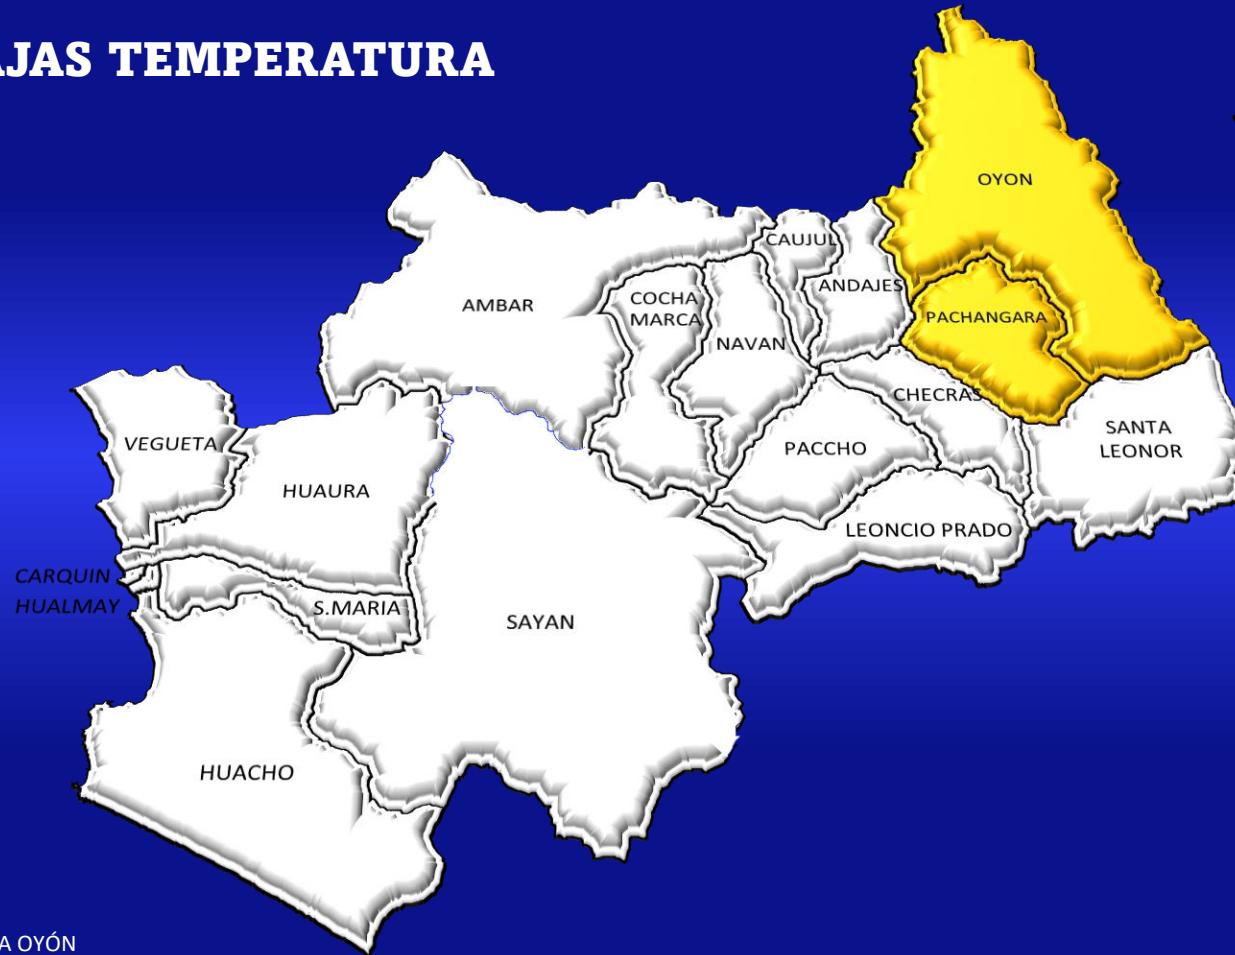 AJAS TEMPERATURA
OYON
CAUJUL
ANDAJES
AMBAR
COCHA
MARCA
PACHANGARA
NAVAN
CHECRAS
VEGUETA
SANTA
LEONOR
PACCHO
HUAURA
LEONCIO PRADO
CARQUIN
HUALMAY
S.MARIA
SAYAN
HUACHO
A OYÓN